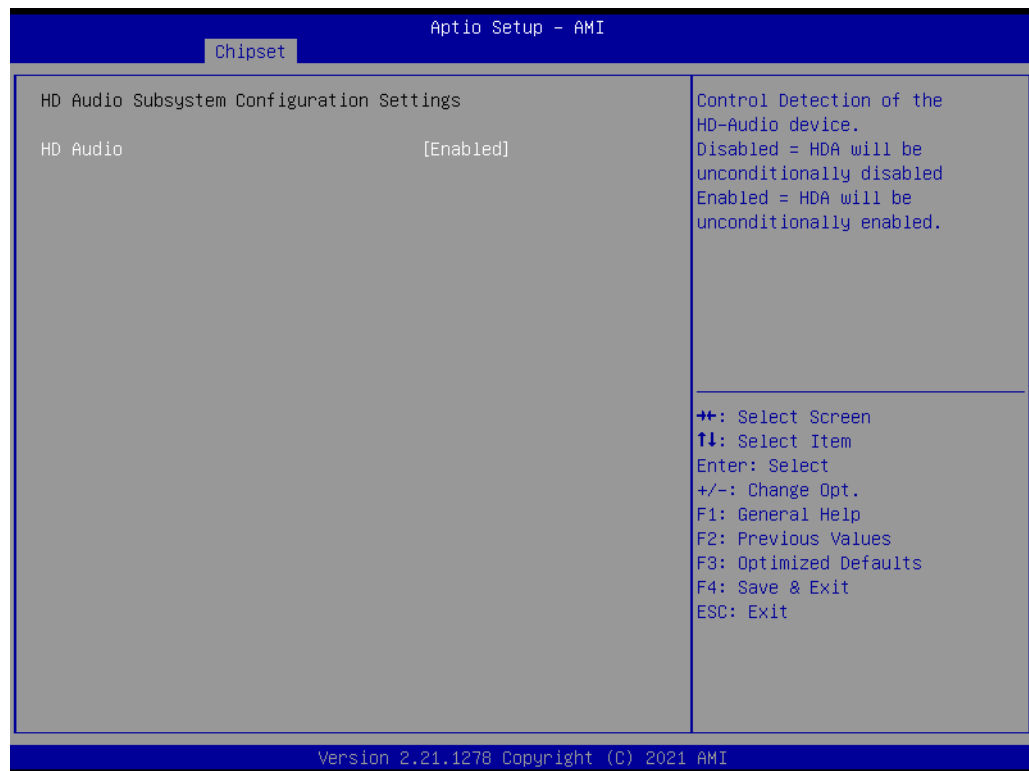 Aptio Setup – AMI
Chipset
HD Audio Subsystem Configuration Settings
HD Audio [Enabled]
Control Detection of the
HD-Audio device.
Disabled = HDA will be
unconditionally disabled
Enabled = HDA will be
unconditionally enabled.
→←: Select Screen
↑↓: Select Item
Enter: Select
+/-: Change Opt.
F1: General Help
F2: Previous Values
F3: Optimized Defaults
F4: Save & Exit
ESC: Exit
Version 2.21.1278 Copyright (C) 2021 AMI